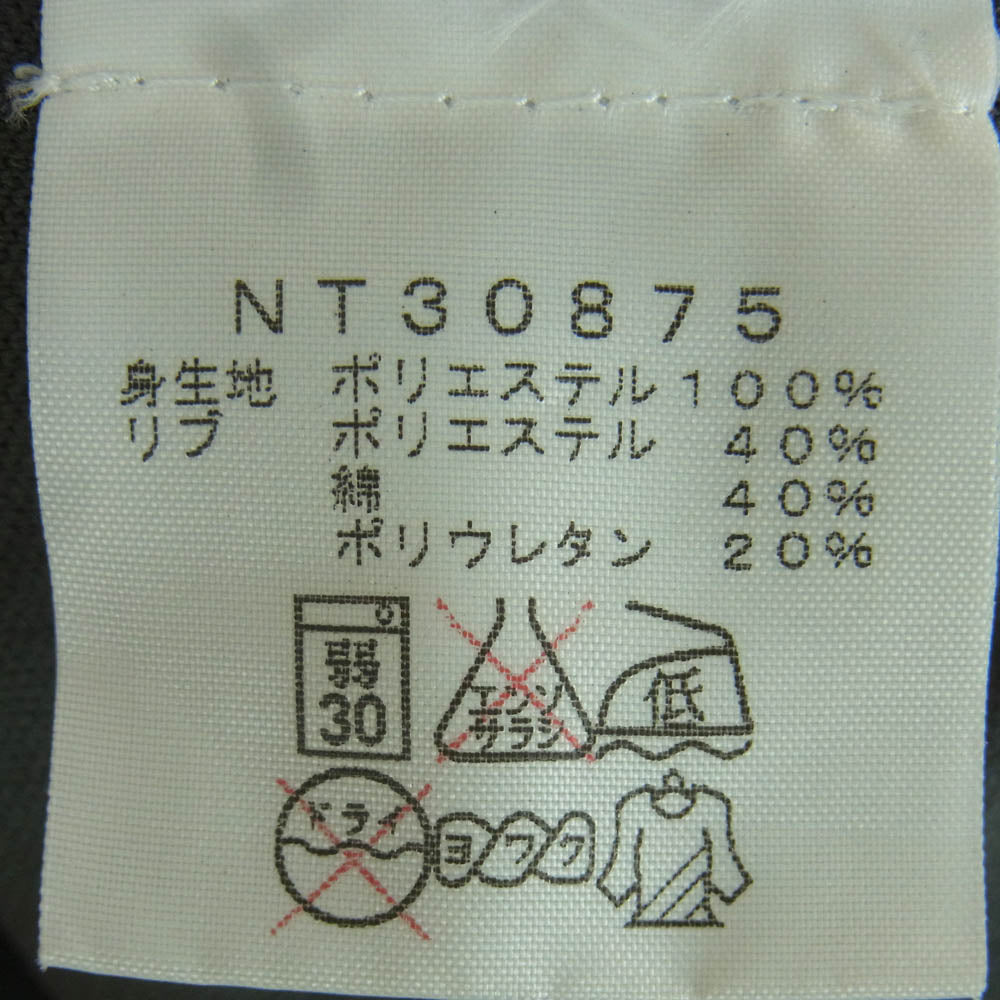 NT30875
身生地 ポリエステル100%
リブ ポリエステル 40%
綿 40%
ポリウレタン 20%
弱
30
エンソ
サラシ
低
ドライ
ヨワク